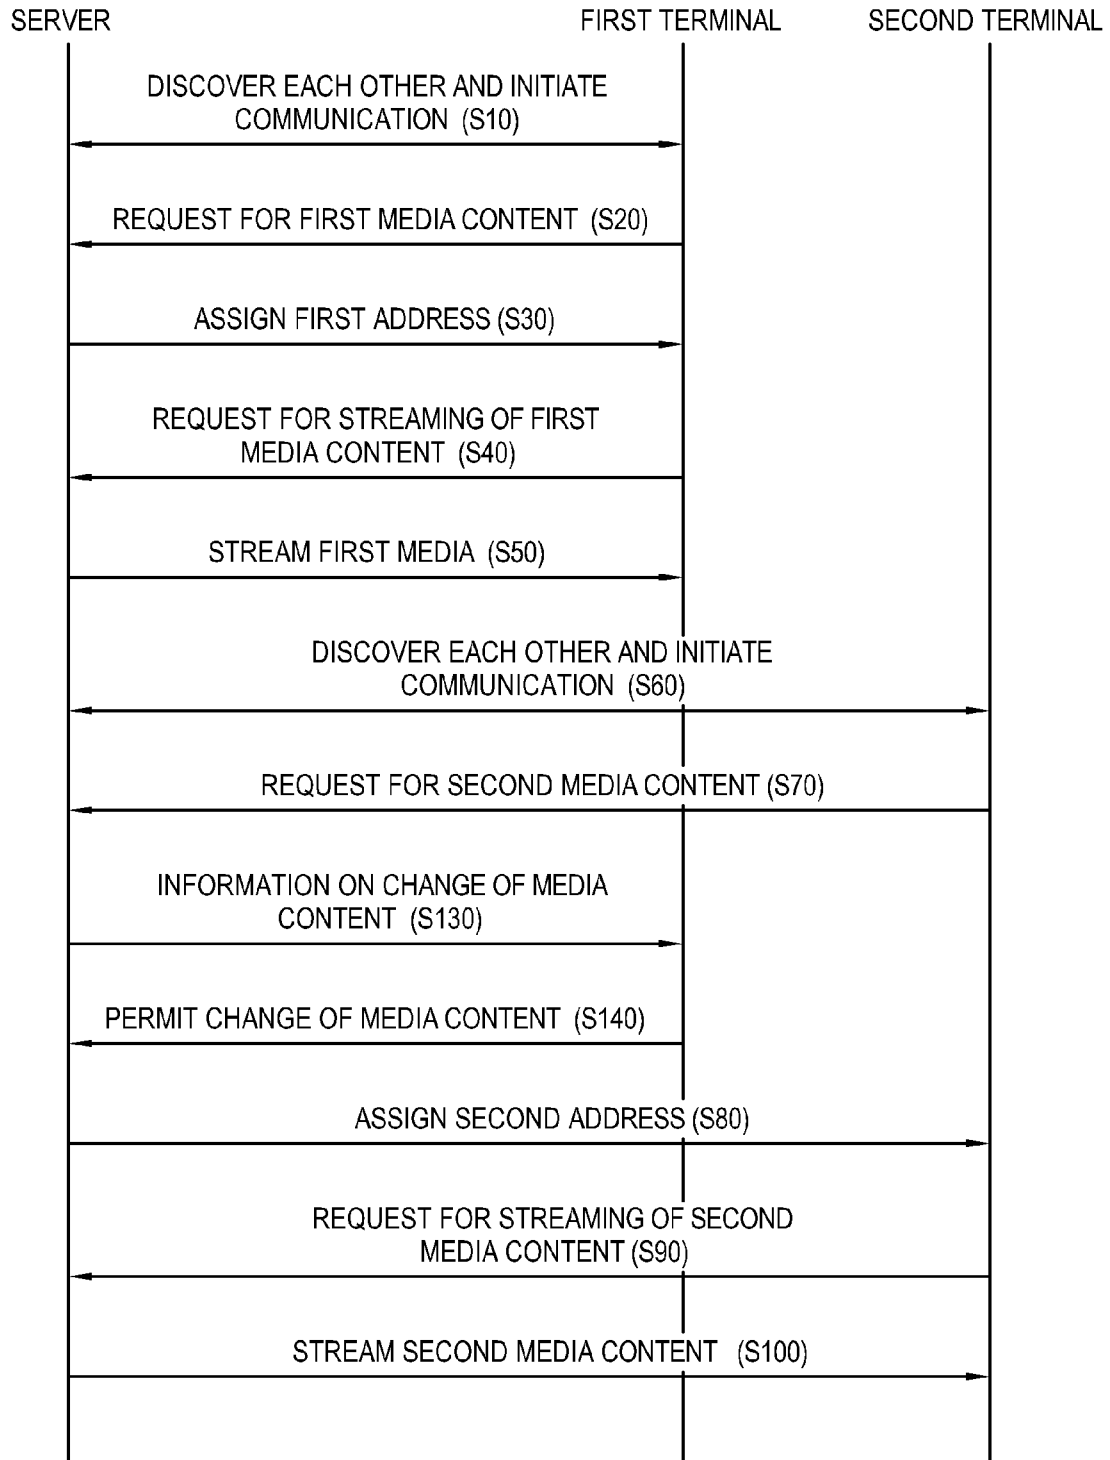 SERVER
FIRST TERMINAL
SECOND TERMINAL
DISCOVER EACH OTHER AND INITIATE
COMMUNICATION (S10)
REQUEST FOR FIRST MEDIA CONTENT (S20)
ASSIGN FIRST ADDRESS (S30)
REQUEST FOR STREAMING OF FIRST
MEDIA CONTENT (S40)
STREAM FIRST MEDIA (S50)
DISCOVER EACH OTHER AND INITIATE
COMMUNICATION (S60)
REQUEST FOR SECOND MEDIA CONTENT (S70)
INFORMATION ON CHANGE OF MEDIA
CONTENT (S130)
PERMIT CHANGE OF MEDIA CONTENT (S140)
ASSIGN SECOND ADDRESS (S80)
REQUEST FOR STREAMING OF SECOND
MEDIA CONTENT (S90)
STREAM SECOND MEDIA CONTENT (S100)